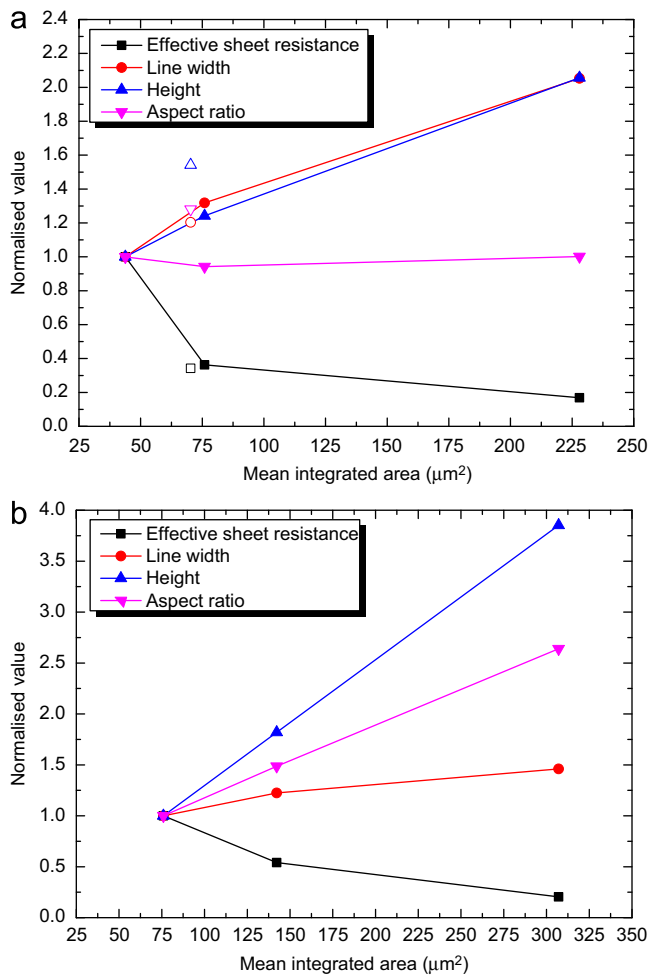 a
2.4
2.2
2.0
1.8
1.6
1.4
1.2
1.0
0.8
0.6
0.4
0.2
0.0
Normalised value
Effective sheet resistance
Line width
Height
Aspect ratio
25 50 75 100 125 150 175 200 225 250
Mean integrated area (μm²)
b
4.0
3.5
3.0
2.5
2.0
1.5
1.0
0.5
0.0
Normalised value
Effective sheet resistance
Line width
Height
Aspect ratio
25 50 75 100 125 150 175 200 225 250 275 300 325 350
Mean integrated area (μm²)